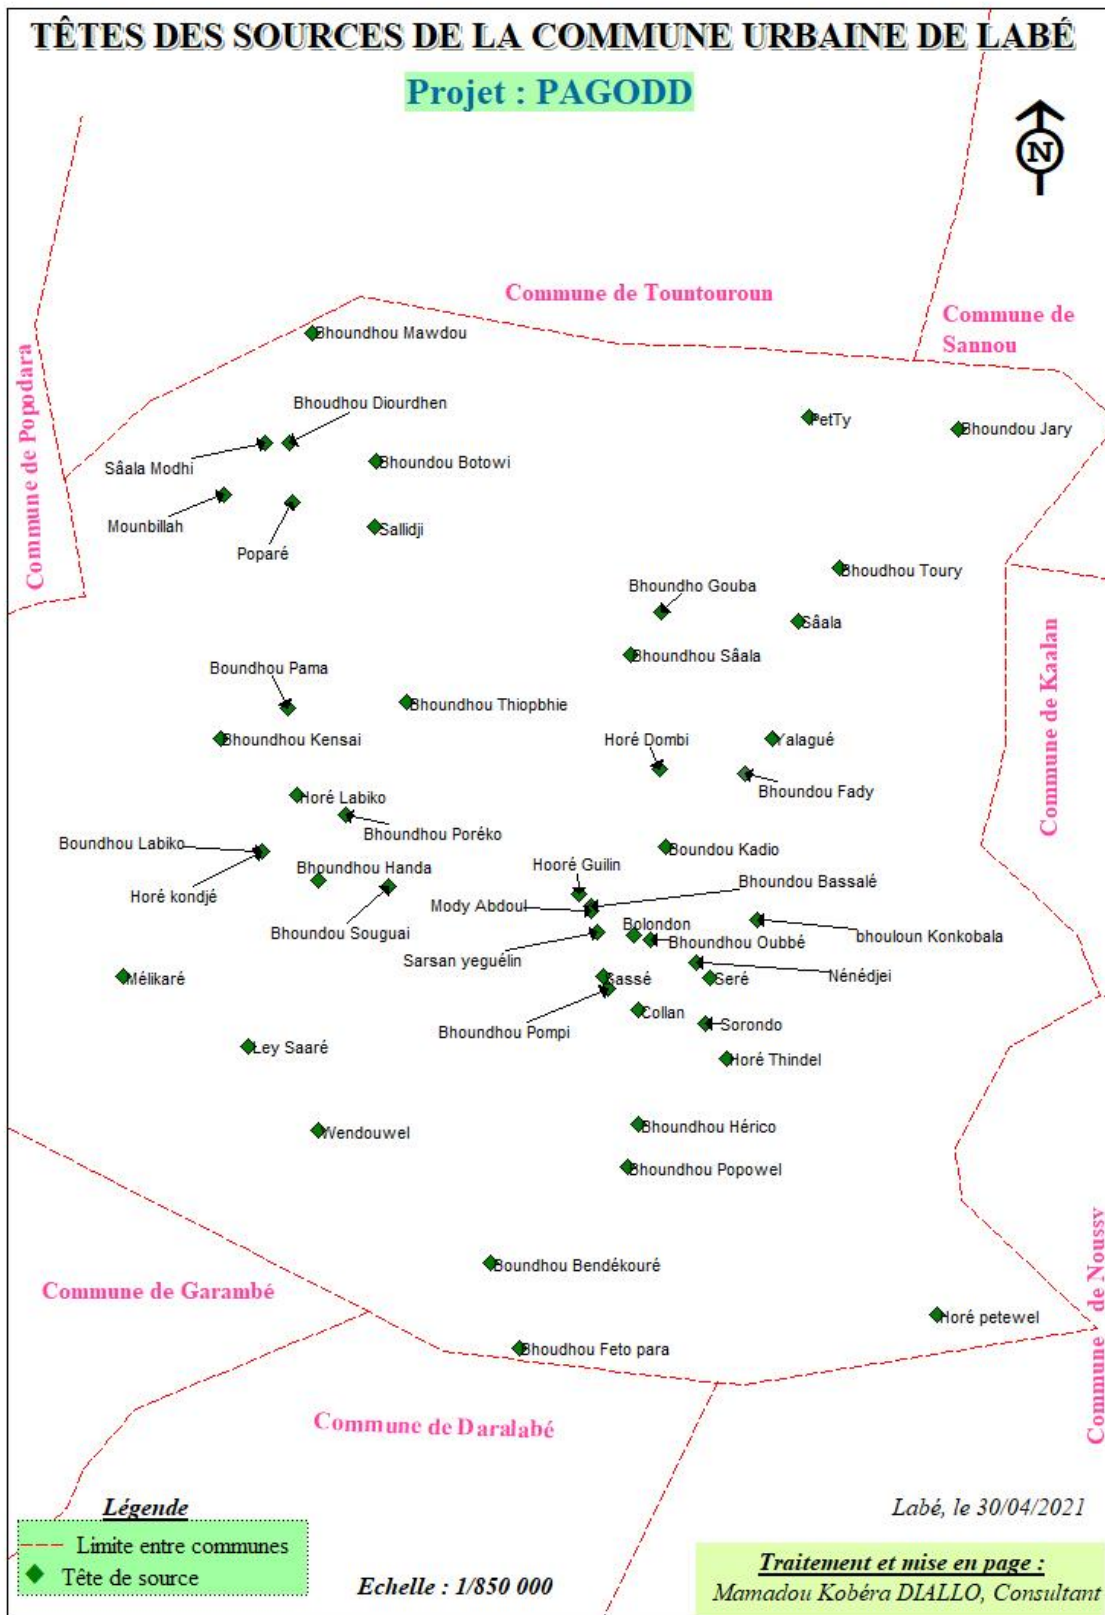 TÊTES DES SOURCES DE LA COMMUNE URBAINE DE LABÉ
Projet : PAGODD
N
Commune de Tountouroun
Commune de
Sannou
Commune de Popodara
Bhoundhou Mawdou
Bhoudhou Diourdhen
PetTy
Bhoundou Jary
Sâala Modhi
Bhoundou Botowi
Mounbillah
Poparé
Sallidji
Bhoudhou Toury
Bhoundho Gouba
Sâala
Bhoundhou Sâala
Commune de Kaalan
Boundhou Pama
Bhoundhou Thiopbhie
Bhoundhou Kensai
Horé Dombi
Yalagué
Bhoundou Fady
Horé Labiko
Bhoundhou Poréko
Boundhou Labiko
Boundou Kadio
Horé kondjé
Bhoundhou Handa
Hooré Guilin
Bhoundou Bassalé
Mody Abdoul
Bhoundou Souguai
Bolondon
bhouloun Konkobala
Sarsan yeguélin
Bhoundhou Oubbé
Mélikaré
Gassé
Seré
Nénédjei
Bhoundhou Pompi
Collan
Sorondo
Ley Saaré
Horé Thindel
Wendouwel
Bhoundhou Hérico
Bhoundhou Popowel
Boundhou Bendékouré
Commune de Garambé
Commune de Noussy
Horé petewel
Bhoudhou Feto para
Commune de Daralabé
Légende
Limite entre communes
Tête de source
Echelle : 1/850 000
Labé, le 30/04/2021
Traitement et mise en page :
Mamadou Kobéra DIALLO, Consultant